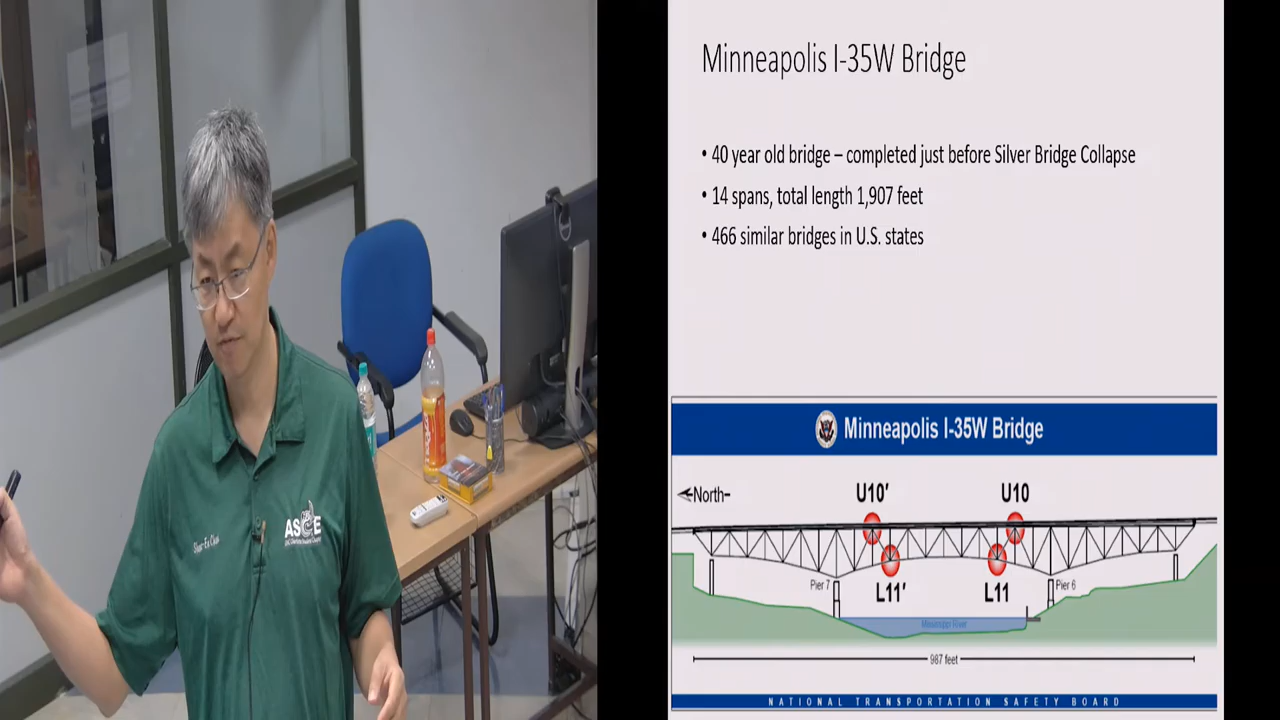 Minneapolis I-35W Bridge
• 40 year old bridge – completed just before Silver Bridge Collapse
• 14 spans, total length 1,907 feet
• 466 similar bridges in U.S. states
Minneapolis I-35W Bridge
North
U10′
U10
Pier 7
L11′
L11
Pier 6
Mississippi River
987 feet
NATIONAL TRANSPORTATION SAFETY BOARD
ASCE